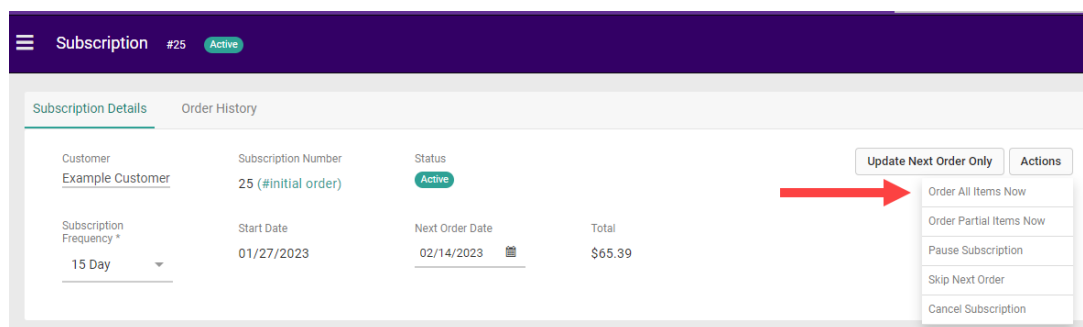 Subscription #25 Active
Subscription Details Order History
Customer Subscription Number Status
Example Customer 25 (#initial order) Active
Update Next Order Only Actions
Order All Items Now
Order Partial Items Now
Pause Subscription
Skip Next Order
Cancel Subscription
Subscription
Frequency * Start Date Next Order Date Total
15 Day 01/27/2023 02/14/2023 $65.39